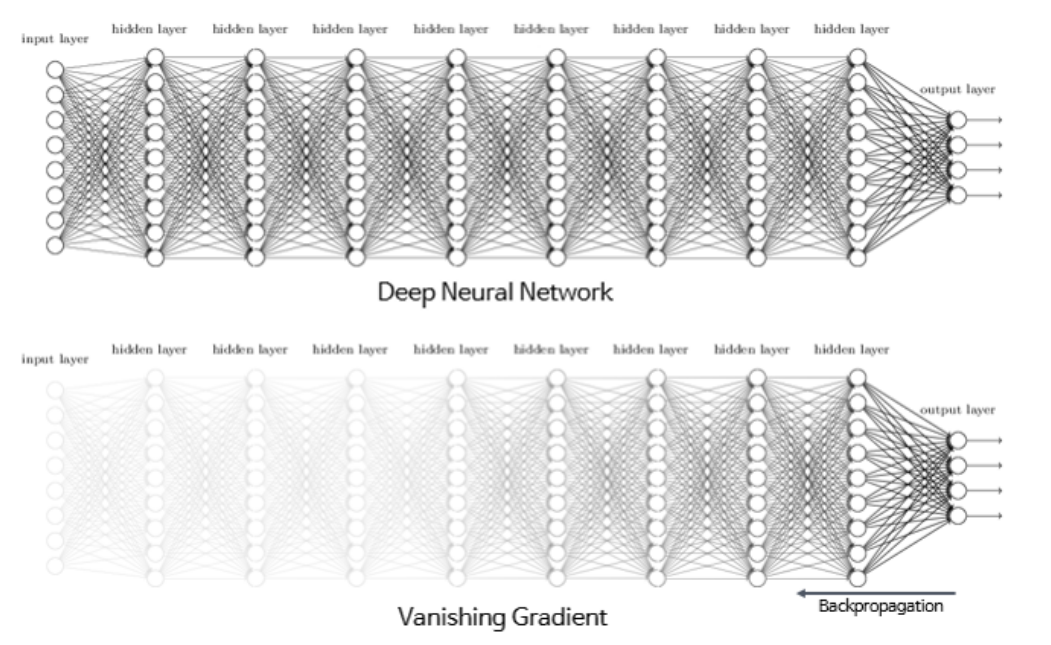 hidden layer hidden layer hidden layer hidden layer hidden layer hidden layer hidden layer hidden layer
input layer
output layer
Deep Neural Network
hidden layer hidden layer hidden layer hidden layer hidden layer hidden layer hidden layer hidden layer
input layer
output layer
Backpropagation
Vanishing Gradient